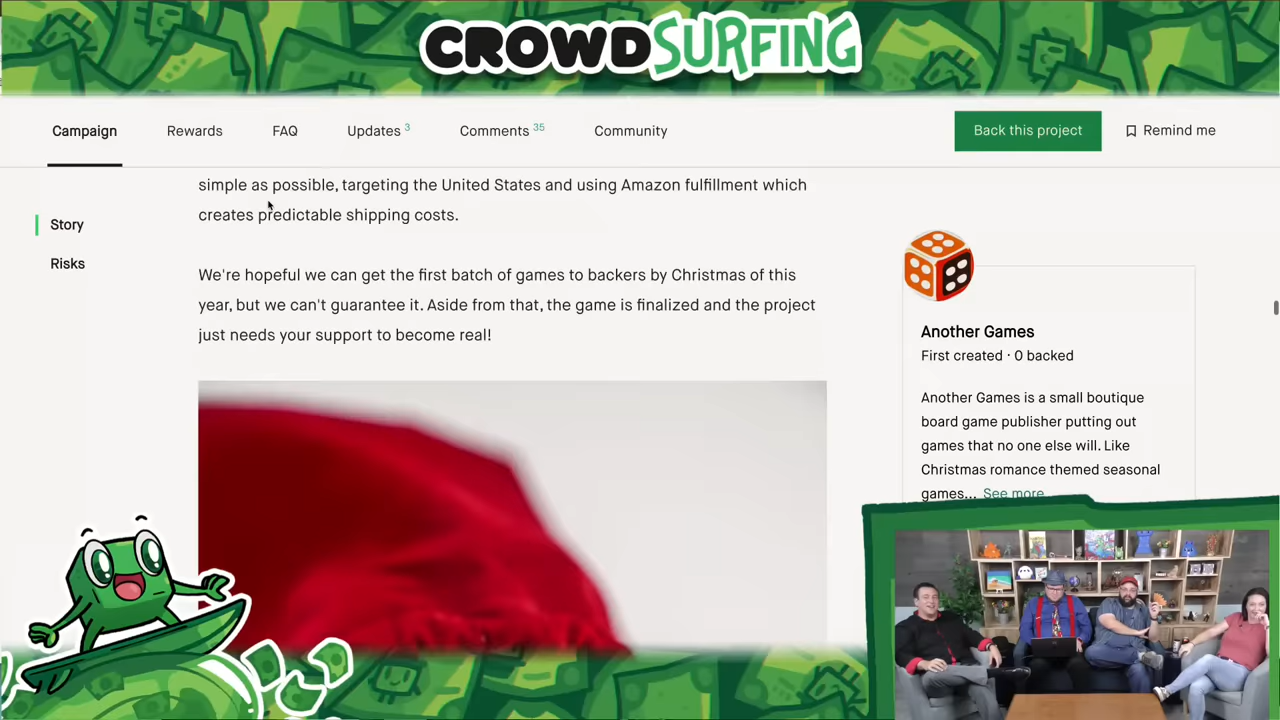 CROWDSURFING
Campaign
Rewards
FAQ
Updates 3
Comments 35
Community
Back this project
Remind me
Story
Risks
simple as possible, targeting the United States and using Amazon fulfillment which
creates predictable shipping costs.
We're hopeful we can get the first batch of games to backers by Christmas of this
year, but we can't guarantee it. Aside from that, the game is finalized and the project
just needs your support to become real!
Another Games
First created · 0 backed
Another Games is a small boutique
board game publisher putting out
games that no one else will. Like
Christmas romance themed seasonal
games... See more